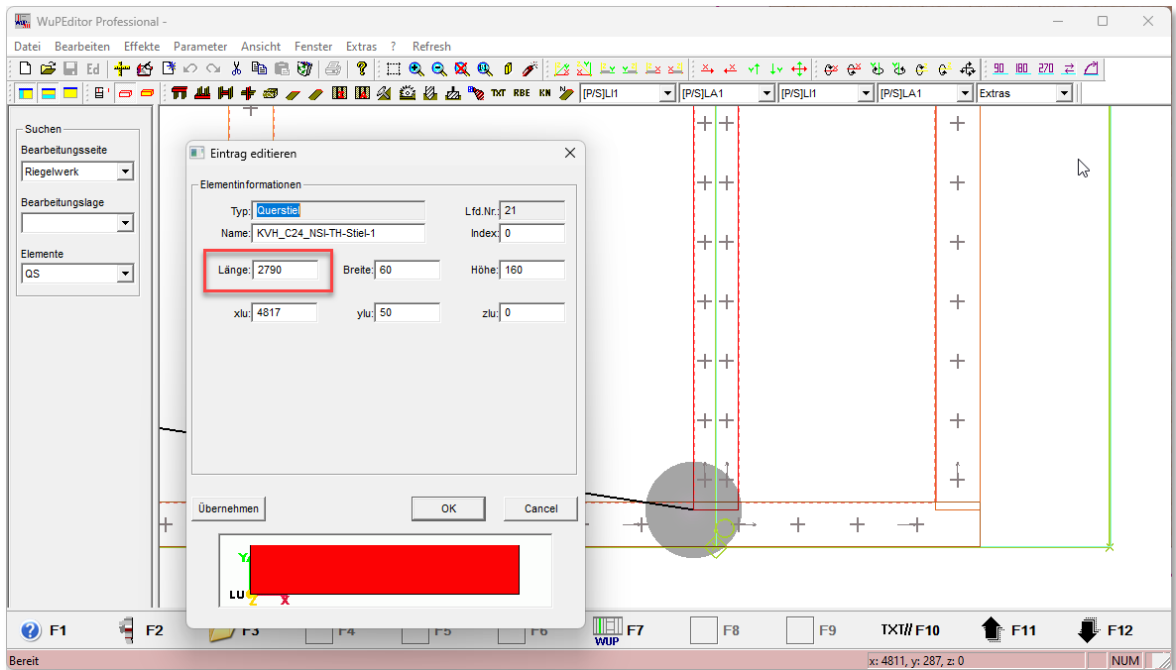 WuPEditor Professional -
Datei Bearbeiten Effekte Parameter Ansicht Fenster Extras ? Refresh
Ed 90 180 270
TXT RBE KN [P/S]LI1 [P/S]LA1 [P/S]LI1 [P/S]LA1 Extras
Suchen
Bearbeitungsseite
Riegelwerk
Bearbeitungslage
Elemente
QS
Eintrag editieren
Elementinformationen
Typ: Querstiel Lfd.Nr.: 21
Name: KVH_C24_NSI-TH-Stiel-1 Index: 0
Länge: 2790 Breite: 60 Höhe: 160
xlu: 4817 ylu: 50 zlu: 0
Übernehmen OK Cancel
LU X
F1 F2 F3 F4 F5 F6 WUP F7 F8 F9 TXT// F10 F11 F12
Bereit x: 4811, y: 287, z: 0 NUM